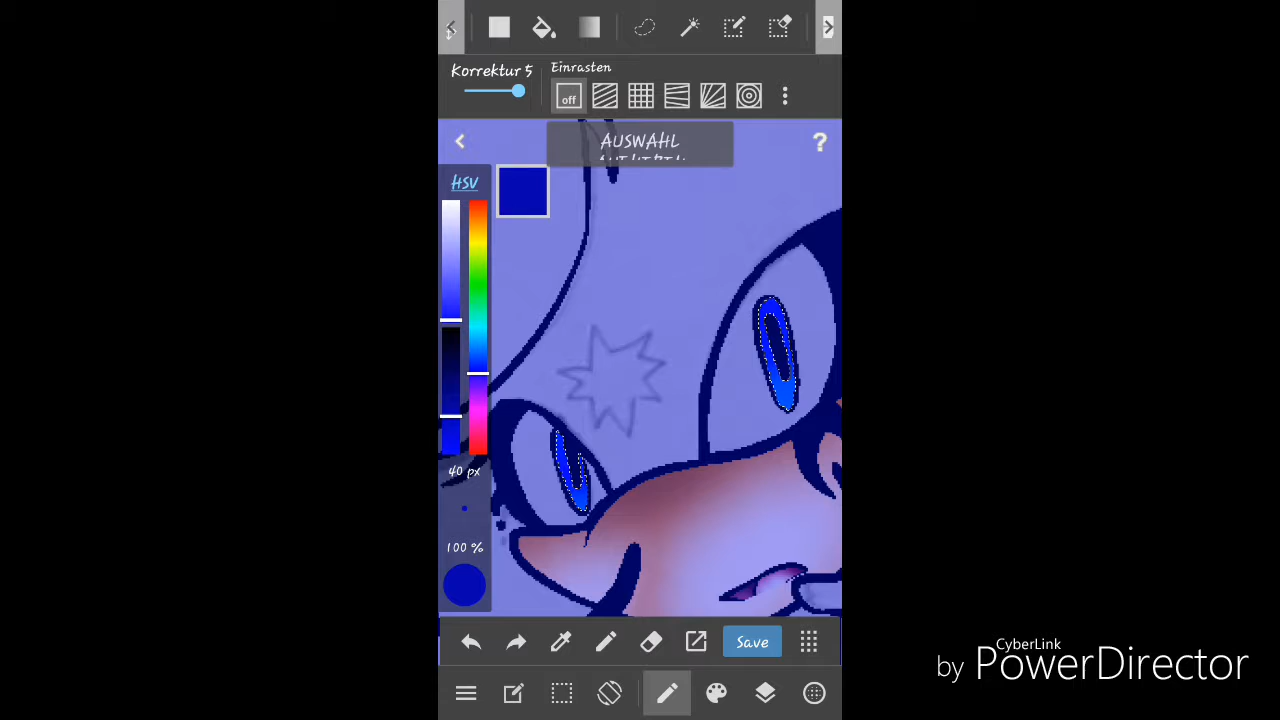 Korrektur 5
Einrasten
off
AUSWAHL
?
HSV
40 px
100 %
Save
CyberLink
by PowerDirector